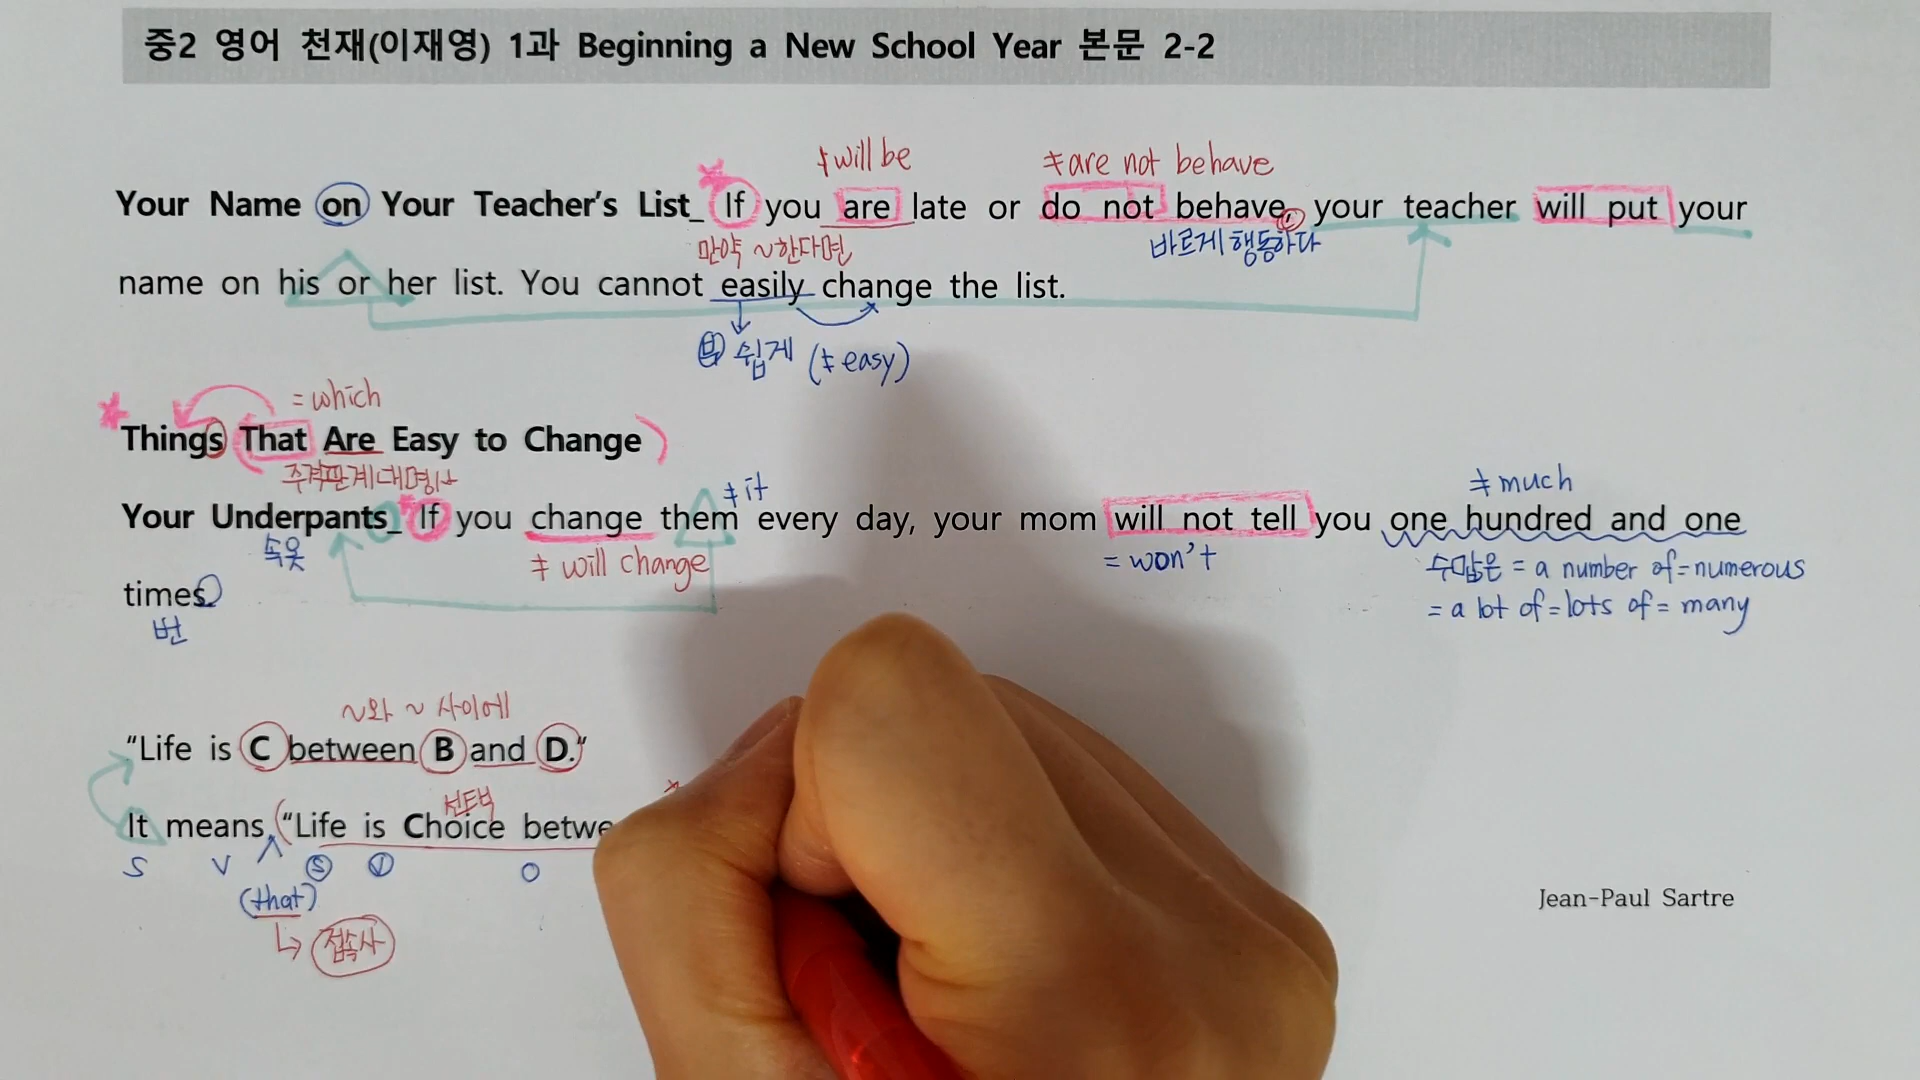 중2 영어 천재(이재영) 1과 Beginning a New School Year 본문 2-2
≠will be ≠are not behave
Your Name on Your Teacher's List_ If you are late or do not behave, your teacher will put your
만약 ~한다면 바르게 행동하다
name on his or her list. You cannot easily change the list.
부 쉽게 (≠easy)
= which
Things That Are Easy to Change
주격관계대명사
≠it ≠ much
Your Underpants_ If you change them every day, your mom will not tell you one hundred and one
속옷 ≠ will change = won't 수많은 = a number of = numerous
times. = a lot of = lots of = many
번
~와 ~ 사이에
"Life is C between B and D."
선택
It means, "Life is Choice betwe
S V S V O
(that)
Jean-Paul Sartre
접속사